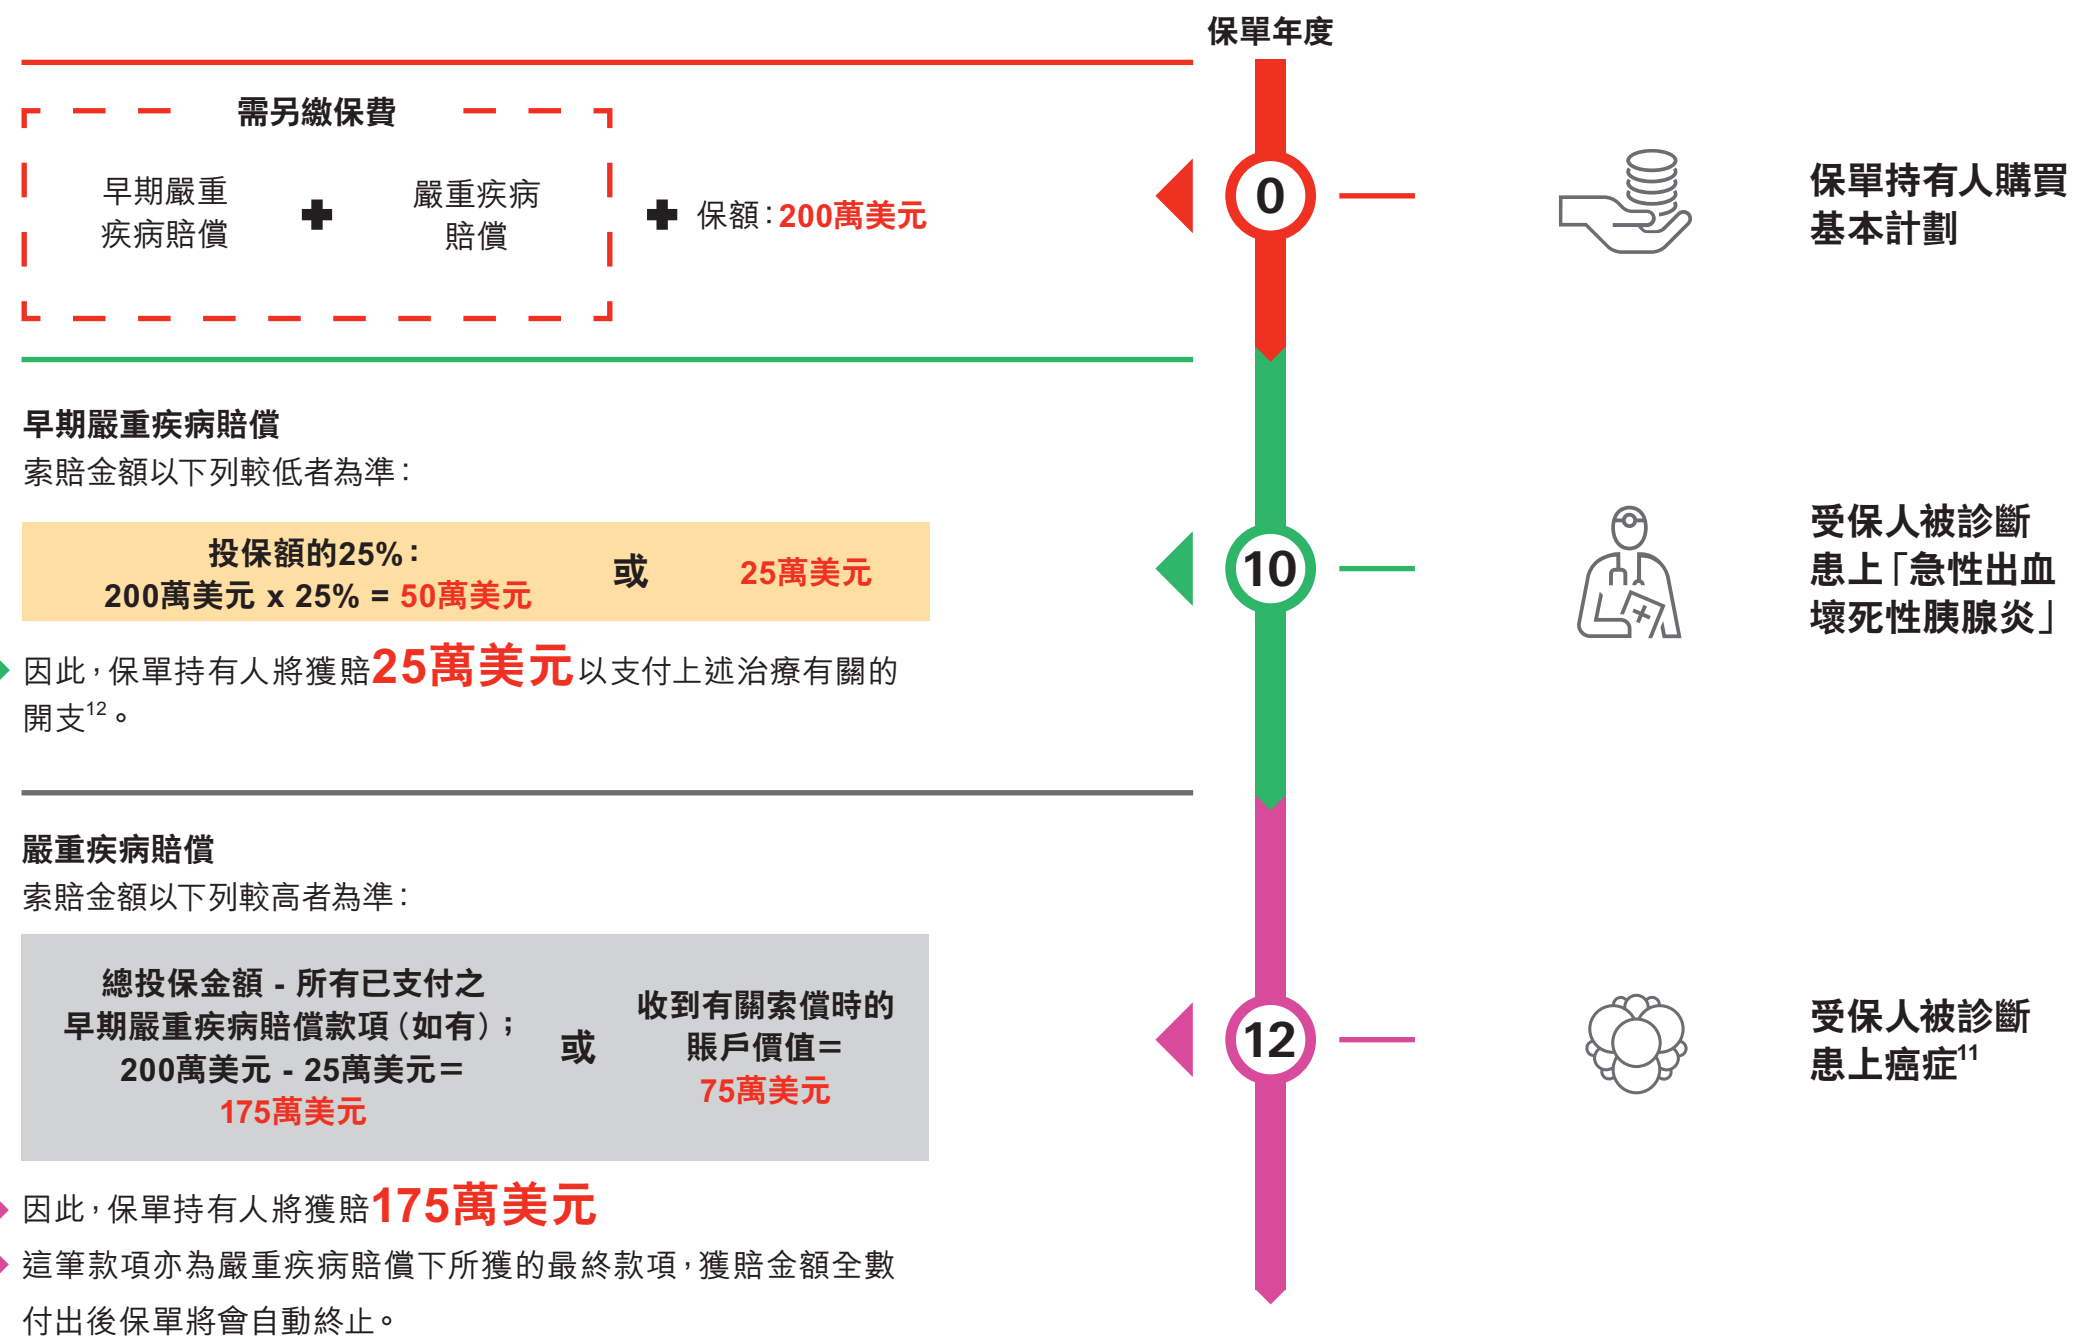 保單年度
需另繳保費
早期嚴重
疾病賠償
嚴重疾病
賠償
保額：200萬美元
0
保單持有人購買
基本計劃
早期嚴重疾病賠償
索賠金額以下列較低者為準：
投保額的25%：
200萬美元 x 25% = 50萬美元
或
25萬美元
因此，保單持有人將獲賠25萬美元以支付上述治療有關的
開支12。
10
受保人被診斷
患上「急性出血
壞死性胰腺炎」
嚴重疾病賠償
索賠金額以下列較高者為準：
總投保金額 - 所有已支付之
早期嚴重疾病賠償款項（如有）；
200萬美元 - 25萬美元＝
175萬美元
或
收到有關索償時的
賬戶價值＝
75萬美元
因此，保單持有人將獲賠175萬美元
這筆款項亦為嚴重疾病賠償下所獲的最終款項，獲賠金額全數
付出後保單將會自動終止。
12
受保人被診斷
患上癌症11